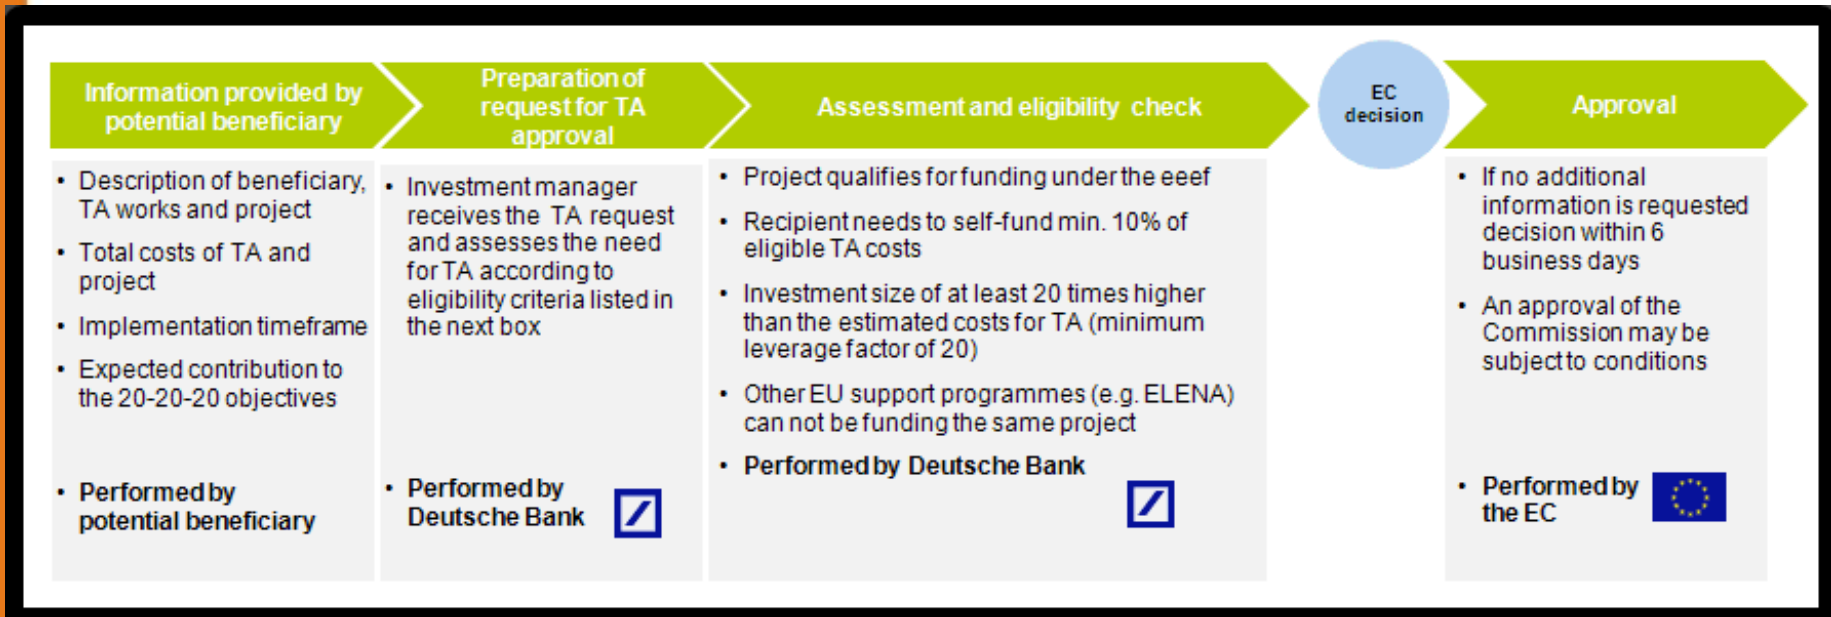 Information provided by
potential beneficiary
• Description of beneficiary,
TA works and project
• Total costs of TA and
project
• Implementation timeframe
• Expected contribution to
the 20-20-20 objectives
• Performed by
potential beneficiary
Preparation of
request for TA
approval
• Investment manager
receives the TA request
and assesses the need
for TA according to
eligibility criteria listed in
the next box
• Performed by
Deutsche Bank
Assessment and eligibility check
• Project qualifies for funding under the eeef
• Recipient needs to self-fund min. 10% of
eligible TA costs
• Investment size of at least 20 times higher
than the estimated costs for TA (minimum
leverage factor of 20)
• Other EU support programmes (e.g. ELENA)
can not be funding the same project
• Performed by Deutsche Bank
EC
decision
Approval
• If no additional
information is requested
decision within 6
business days
• An approval of the
Commission may be
subject to conditions
• Performed by
the EC